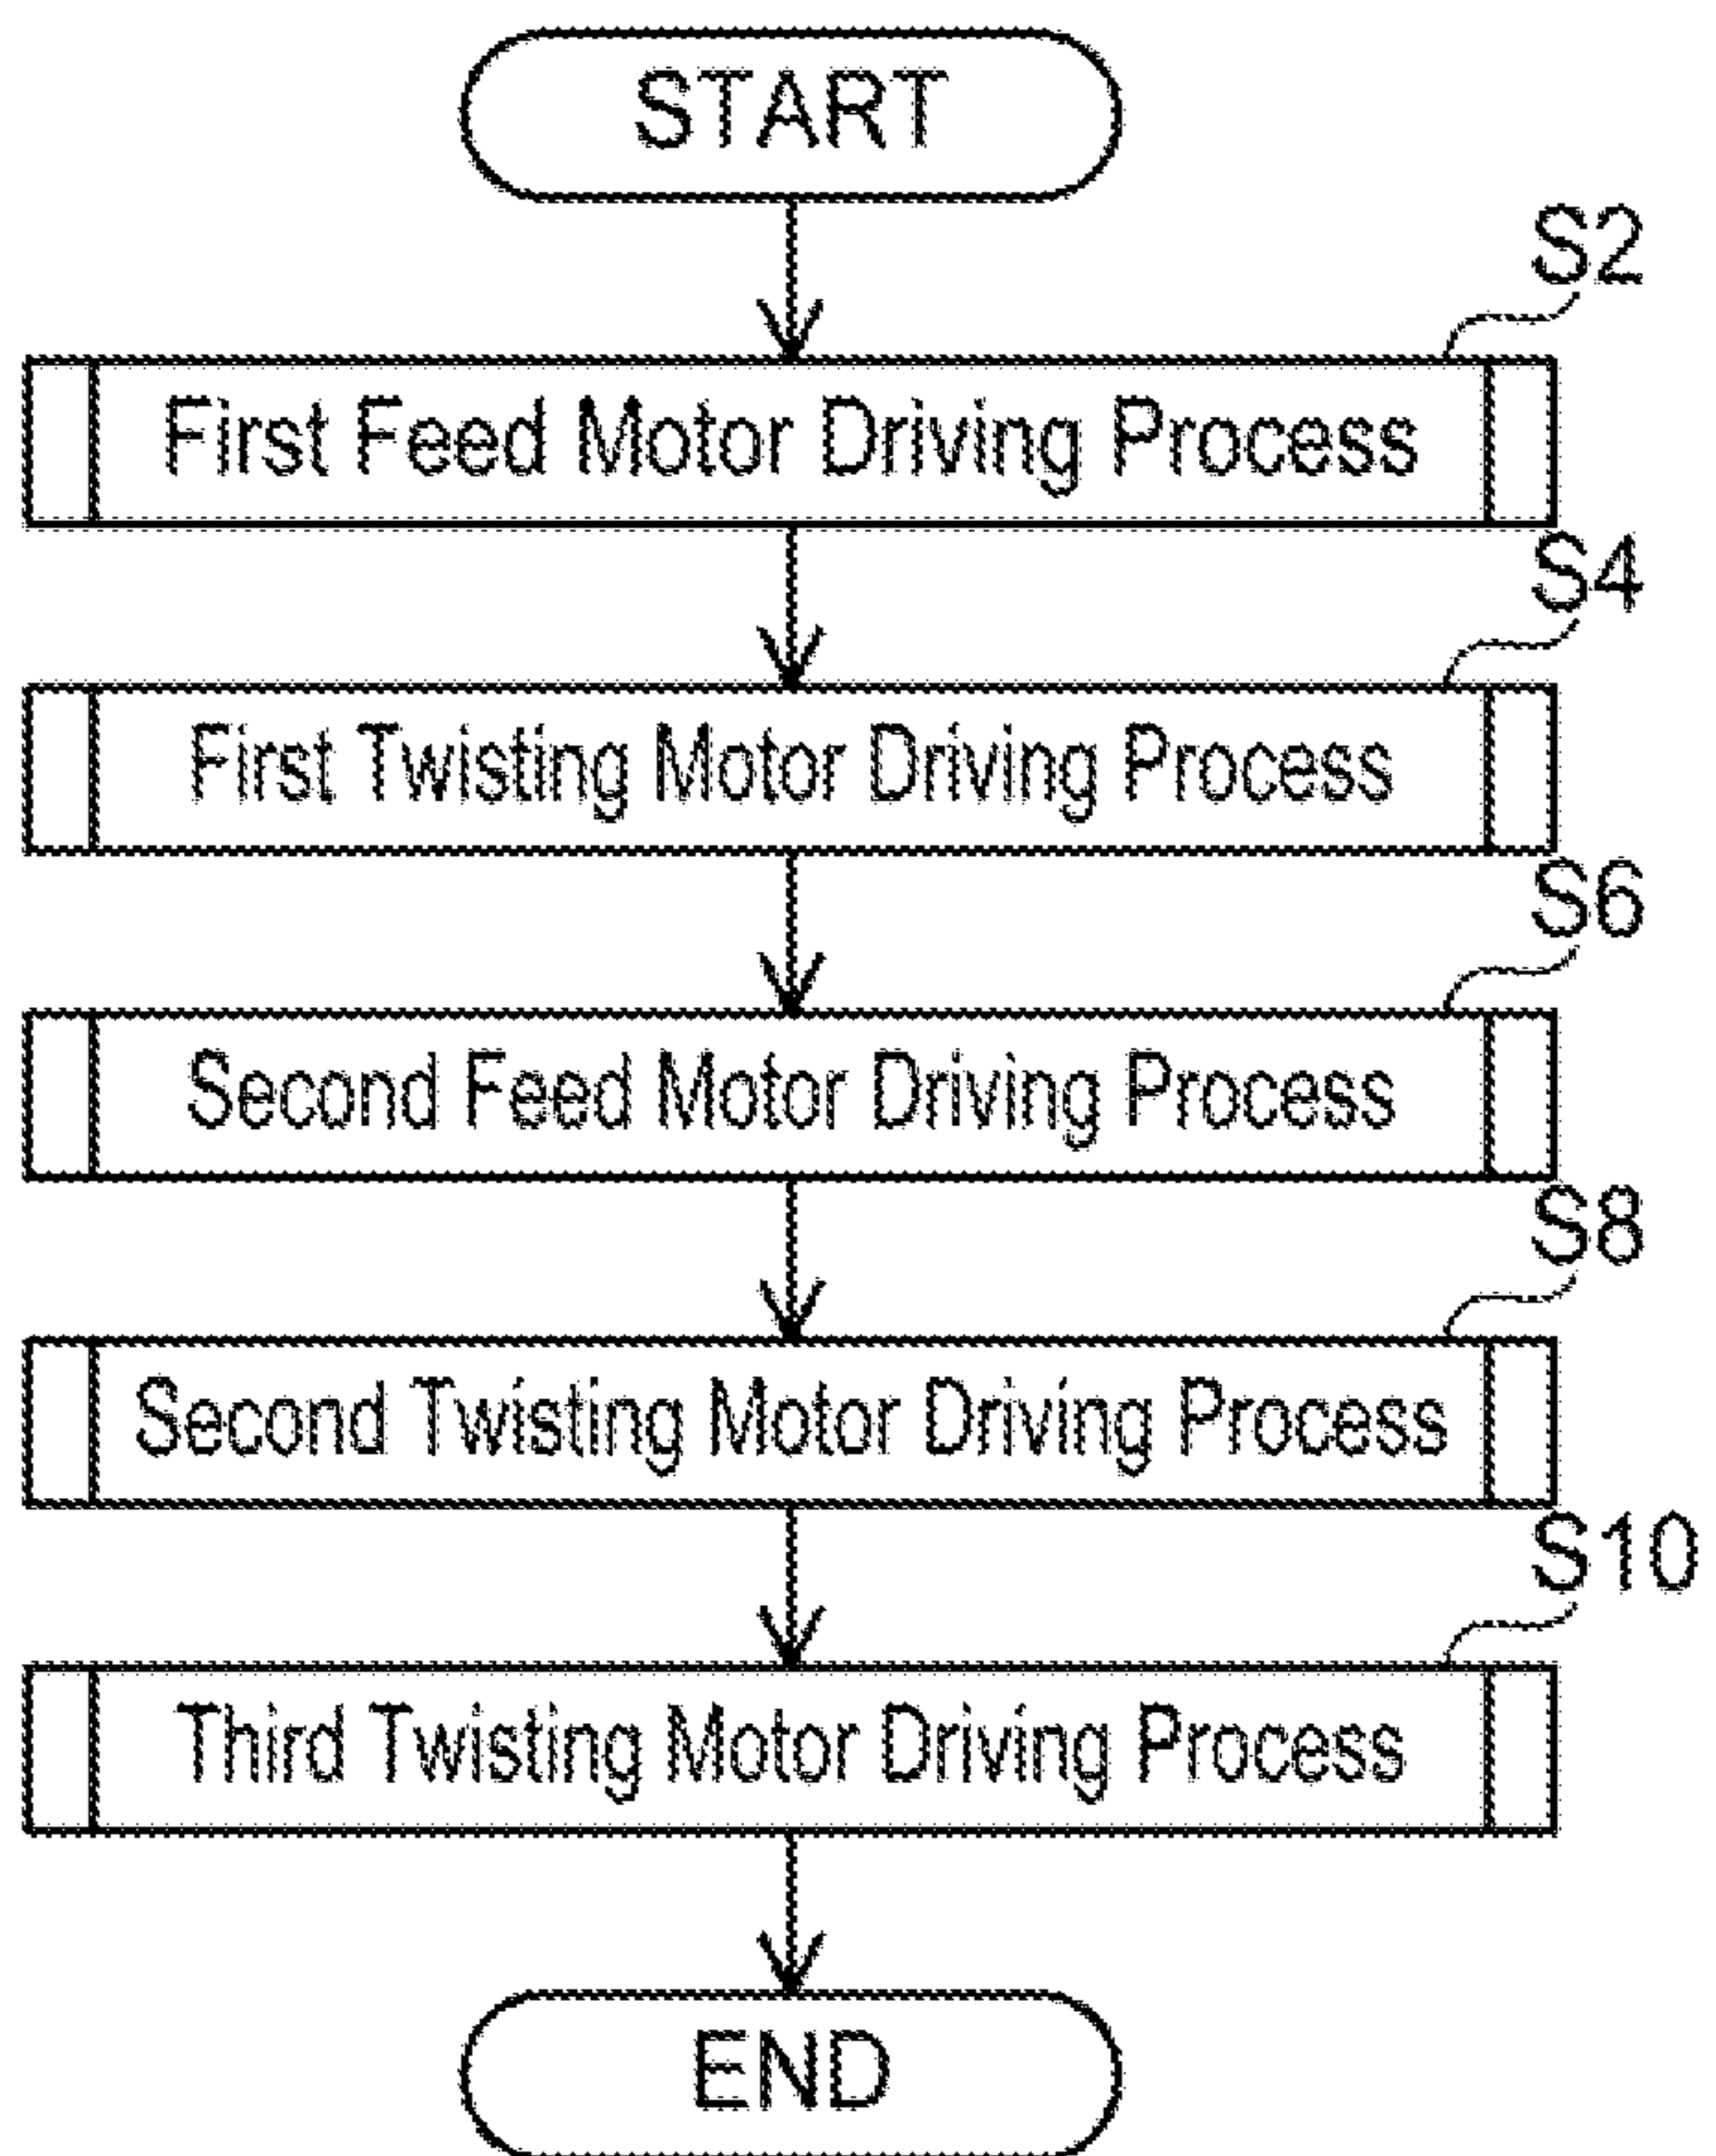 START
S2
First Feed Motor Driving Process
S4
First Twisting Motor Driving Process
S6
Second Feed Motor Driving Process
S8
Second Twisting Motor Driving Process
S10
Third Twisting Motor Driving Process
END